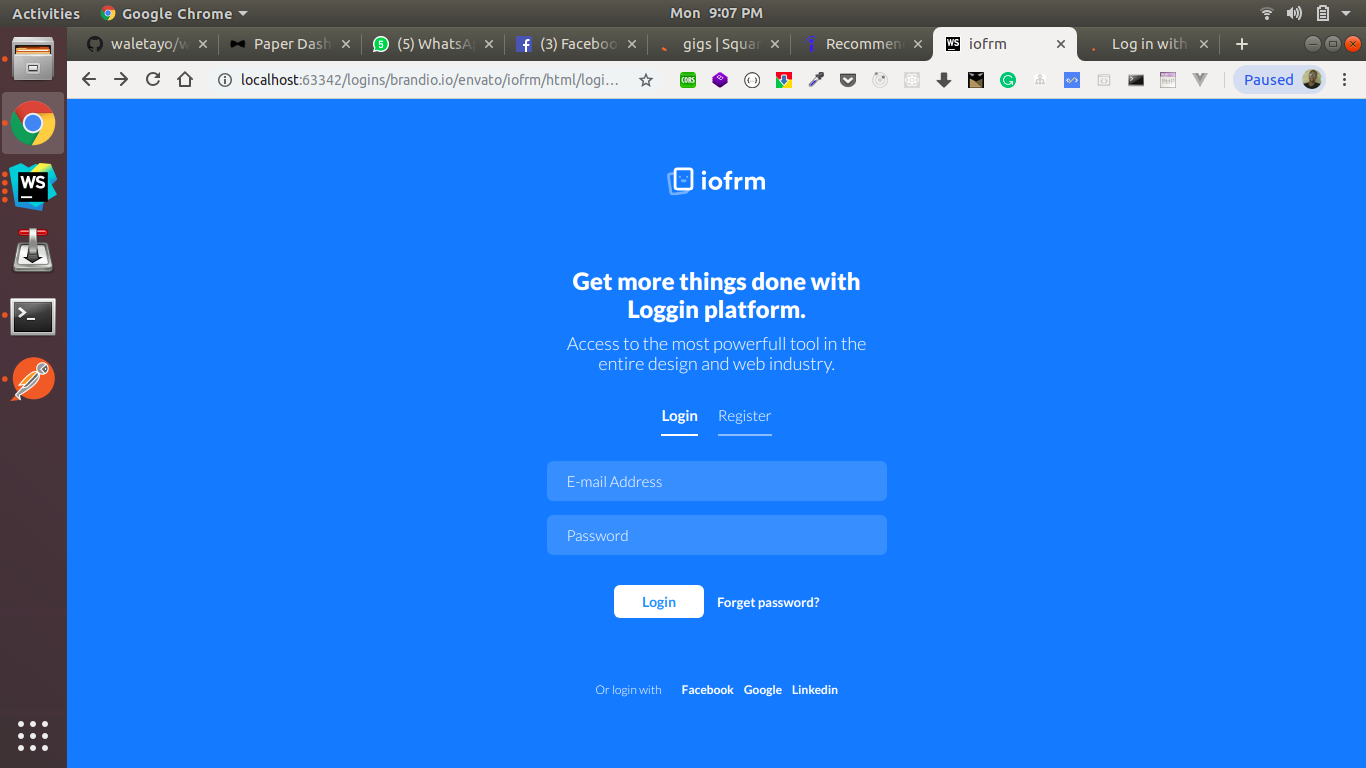 Activities Google Chrome Mon 9:07 PM
waletayo/w (5) WhatsA (3) Faceboo gigs | Squar Recommen iofrm Log in with
Paper Dash
localhost:63342/logins/brandio.io/envato/iofrm/html/logi... CORS Paused
WS
iofrm
Get more things done with
Loggin platform.
Access to the most powerfull tool in the
entire design and web industry.
Login Register
E-mail Address
Password
Login Forget password?
Or login with Facebook Google Linkedin